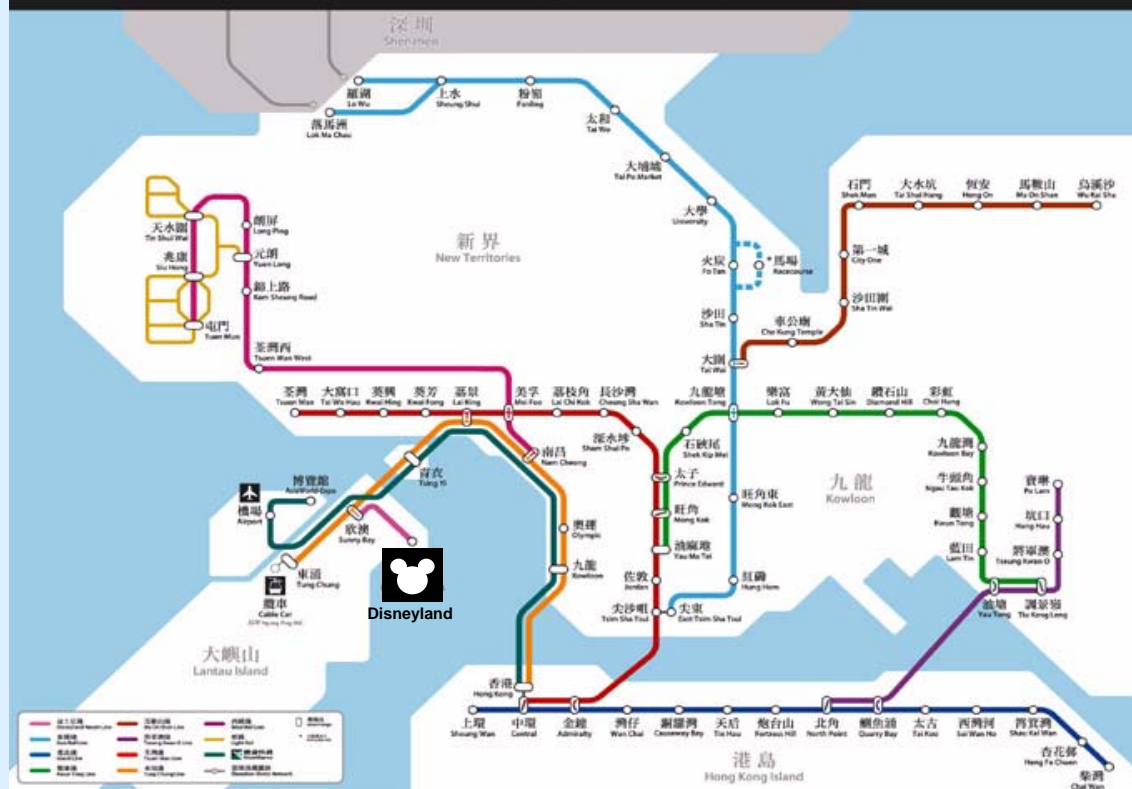 深圳
Shenzhen
羅湖
Lo Wu
上水
Sheung Shui
粉嶺
Fanling
落馬洲
Lok Ma Chau
太和
Tai Wo
大埔墟
Tai Po Market
大學
University
石門
Shek Mun
大水坑
Tai Shui Hang
恆安
Heng On
馬鞍山
Ma On Shan
烏溪沙
Wu Kai Sha
天水圍
Tin Shui Wai
朗屏
Long Ping
新界
New Territories
兆康
Siu Hong
元朗
Yuen Long
火炭
Fo Tan
*馬場
Racecourse
第一城
City One
錦上路
Kam Sheung Road
屯門
Tuen Mun
沙田
Sha Tin
沙田圍
Sha Tin Wai
車公廟
Che Kung Temple
荃灣西
Tsuen Wan West
大圍
Tai Wai
荃灣
Tsuen Wan
大窩口
Tai Wo Hau
葵興
Kwai Hing
葵芳
Kwai Fong
荔景
Lai King
美孚
Mei Foo
荔枝角
Lai Chi Kok
長沙灣
Cheung Sha Wan
九龍塘
Kowloon Tong
樂富
Lok Fu
黃大仙
Wong Tai Sin
鑽石山
Diamond Hill
彩虹
Choi Hung
深水埗
Sham Shui Po
石硤尾
Shek Kip Mei
南昌
Nam Cheong
九龍灣
Kowloon Bay
青衣
Tsing Yi
太子
Prince Edward
牛頭角
Ngau Tau Kok
九龍
Kowloon
寶琳
Po Lam
博覽館
AsiaWorld-Expo
機場
Airport
旺角東
Mong Kok East
旺角
Mong Kok
觀塘
Kwun Tong
坑口
Hang Hau
欣澳
Sunny Bay
奧運
Olympic
油麻地
Yau Ma Tei
藍田
Lam Tin
將軍澳
Tseung Kwan O
東涌
Tung Chung
九龍
Kowloon
佐敦
Jordan
紅磡
Hung Hom
纜車
Cable Car
Disneyland
尖沙咀
Tsim Sha Tsui
尖東
East Tsim Sha Tsui
油塘
Yau Tong
調景嶺
Tiu Keng Leng
大嶼山
Lantau Island
香港
Hong Kong
上環
Sheung Wan
中環
Central
金鐘
Admiralty
灣仔
Wan Chai
銅鑼灣
Causeway Bay
天后
Tin Hau
炮台山
Fortress Hill
北角
North Point
鰂魚涌
Quarry Bay
太古
Tai Koo
西灣河
Sai Wan Ho
筲箕灣
Shau Kei Wan
杏花邨
Heng Fa Chuen
柴灣
Chai Wan
港島
Hong Kong Island